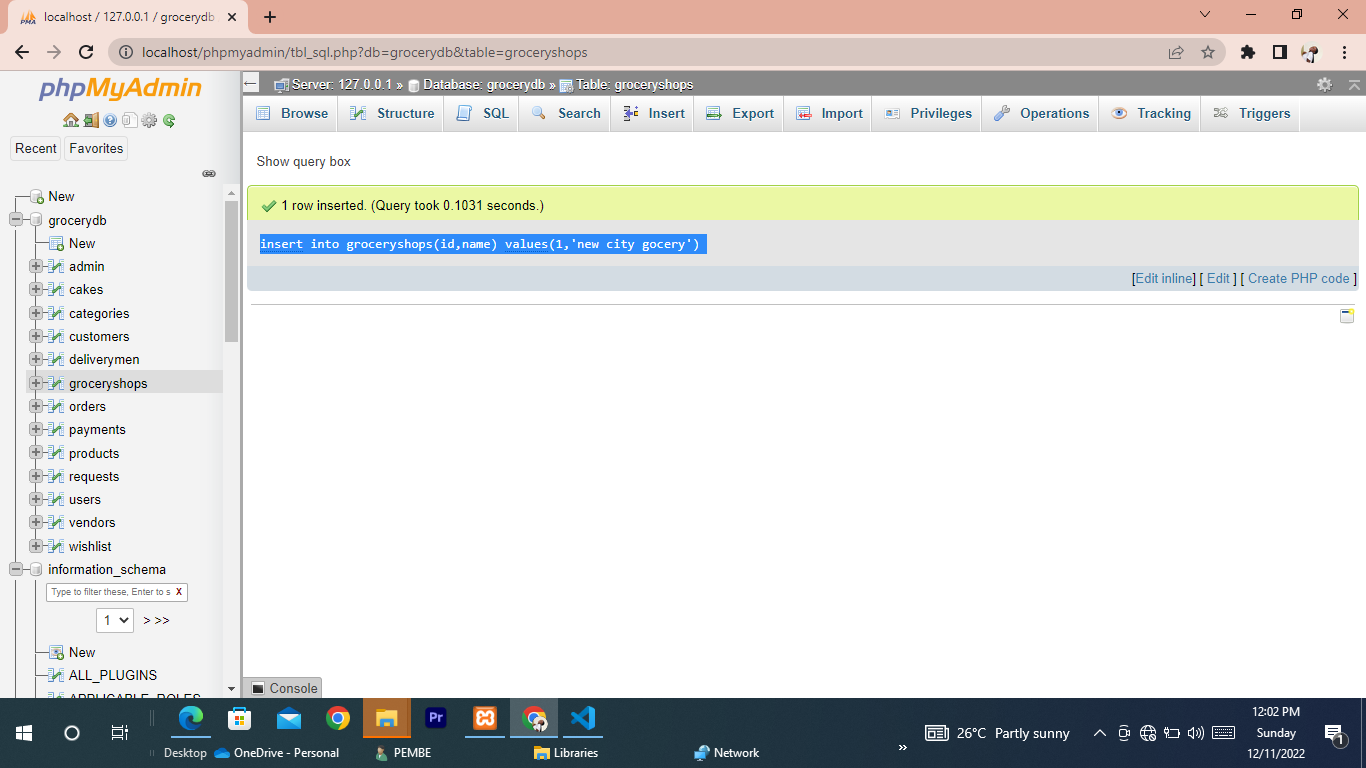 localhost / 127.0.0.1 / grocerydb
localhost/phpmyadmin/tbl_sql.php?db=grocerydb&table=groceryshops
phpMyAdmin
Recent Favorites
New
grocerydb
New
admin
cakes
categories
customers
deliverymen
groceryshops
orders
payments
products
requests
users
vendors
wishlist
information_schema
Type to filter these, Enter to s X
1 > >>
New
ALL_PLUGINS
APPLICABLE_ROLES
Server: 127.0.0.1 » Database: grocerydb » Table: groceryshops
Browse Structure SQL Search Insert Export Import Privileges Operations Tracking Triggers
Show query box
1 row inserted. (Query took 0.1031 seconds.)
insert into groceryshops(id,name) values(1,'new city gocery')
[Edit inline] [ Edit ] [ Create PHP code ]
Console
Pr
26°C Partly sunny
12:02 PM
Sunday
12/11/2022
1
Desktop OneDrive - Personal PEMBE Libraries Network »